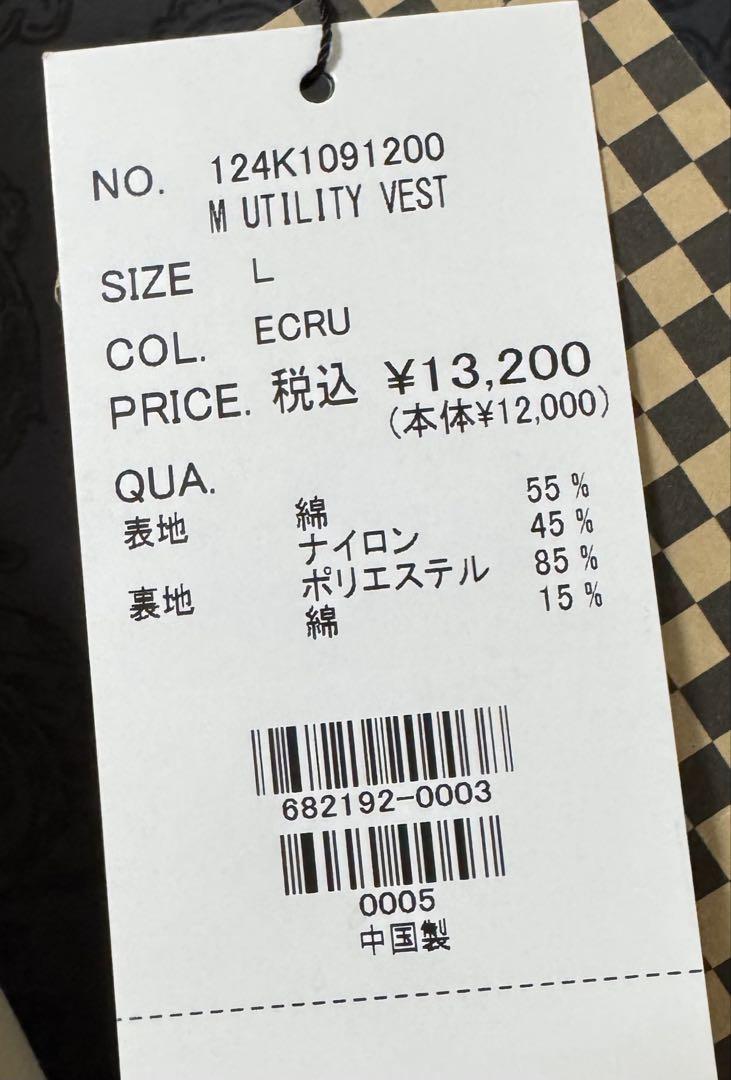 NO. 124K1091200
M UTILITY VEST
SIZE L
COL. ECRU
PRICE. 税込 ¥13,200
(本体¥12,000)
QUA.
表地 綿 55%
ナイロン 45%
裏地 ポリエステル 85%
綿 15%
682192-0003
0005
中国製